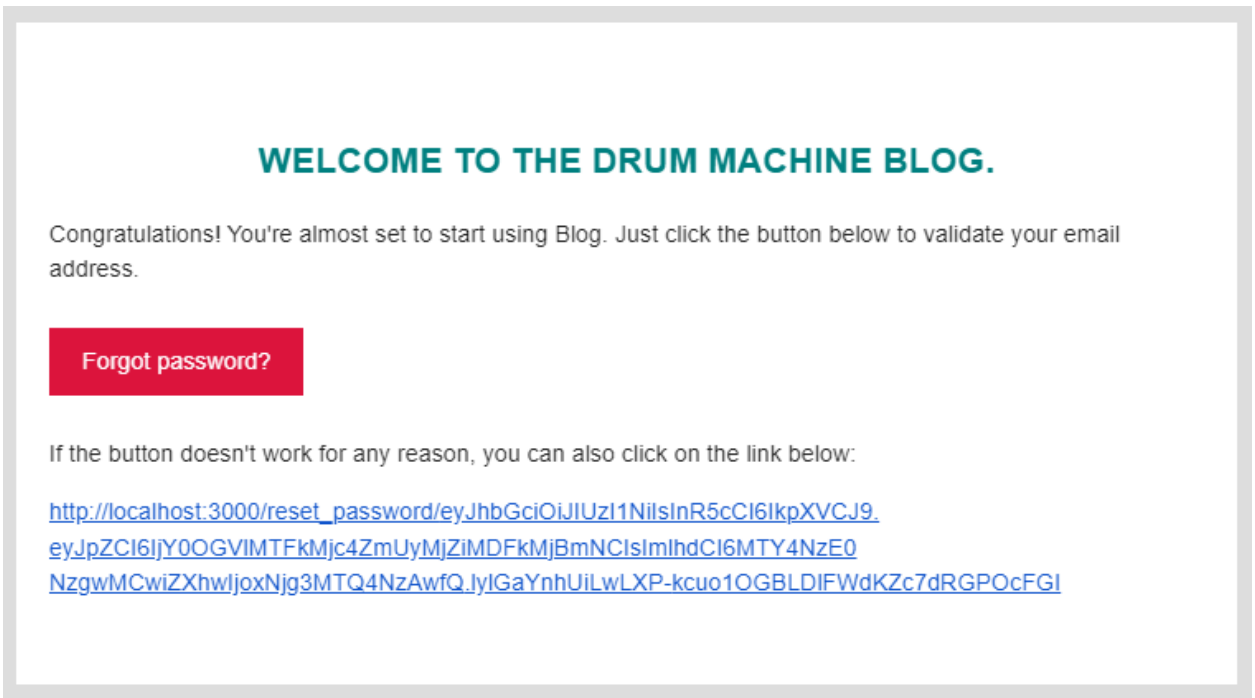 WELCOME TO THE DRUM MACHINE BLOG.
Congratulations! You're almost set to start using Blog. Just click the button below to validate your email
address.
Forgot password?
If the button doesn't work for any reason, you can also click on the link below:
http://localhost:3000/reset_password/eyJhbGciOiJIUzI1NiIsInR5cCI6IkpXVCJ9.
eyJpZCI6IjY0OGVlMTFkMjc4ZmUyMjZiMDFkMjBmNCIsImlhdCI6MTY4NzE0
NzgwMCwiZXhwIjoxNjg3MTQ4NzAwfQ.IylGaYnhUiLwLXP-kcuo1OGBLDlFWdKZc7dRGPOcFGI